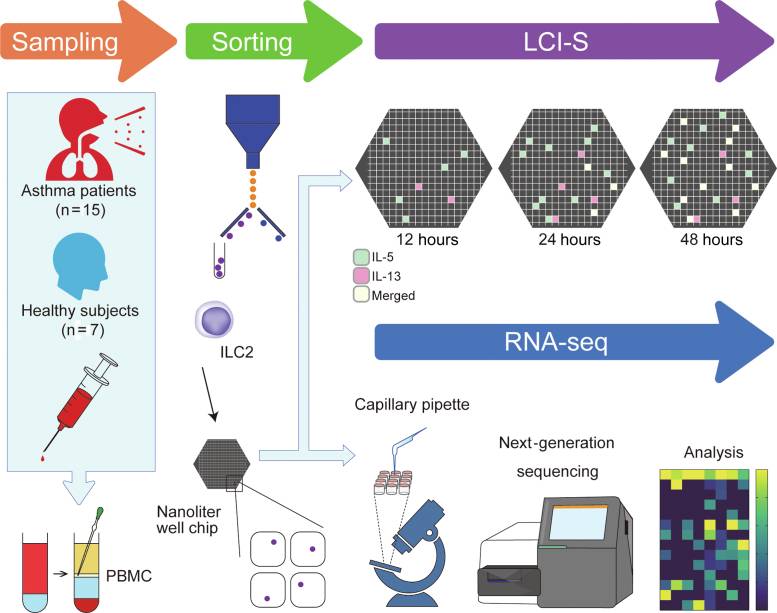 Sampling
Sorting
LCI-S
Asthma patients
(n=15)
Healthy subjects
(n=7)
PBMC
ILC2
Nanoliter
well chip
12 hours
24 hours
48 hours
IL-5
IL-13
Merged
RNA-seq
Capillary pipette
Next-generation
sequencing
Analysis